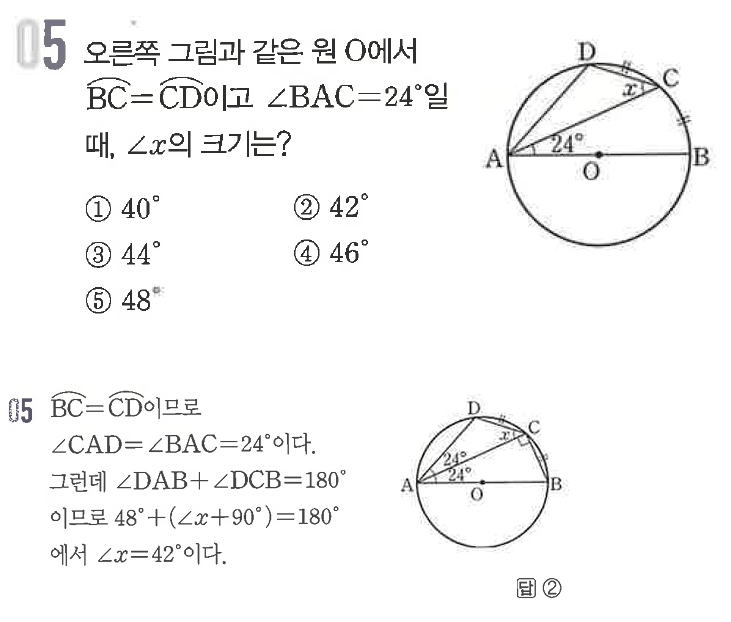 05 오른쪽 그림과 같은 원 O에서
BC=CD이고 ∠BAC=24°일
때, ∠x의 크기는?
① 40° ② 42°
③ 44° ④ 46°
⑤ 48°
D
C
x
24°
A
B
O
05 BC=CD이므로
∠CAD=∠BAC=24°이다.
그런데 ∠DAB+∠DCB=180°
이므로 48°+(∠x+90°)=180°
에서 ∠x=42°이다.
D
C
x
24°
24°
A
B
O
답 ②